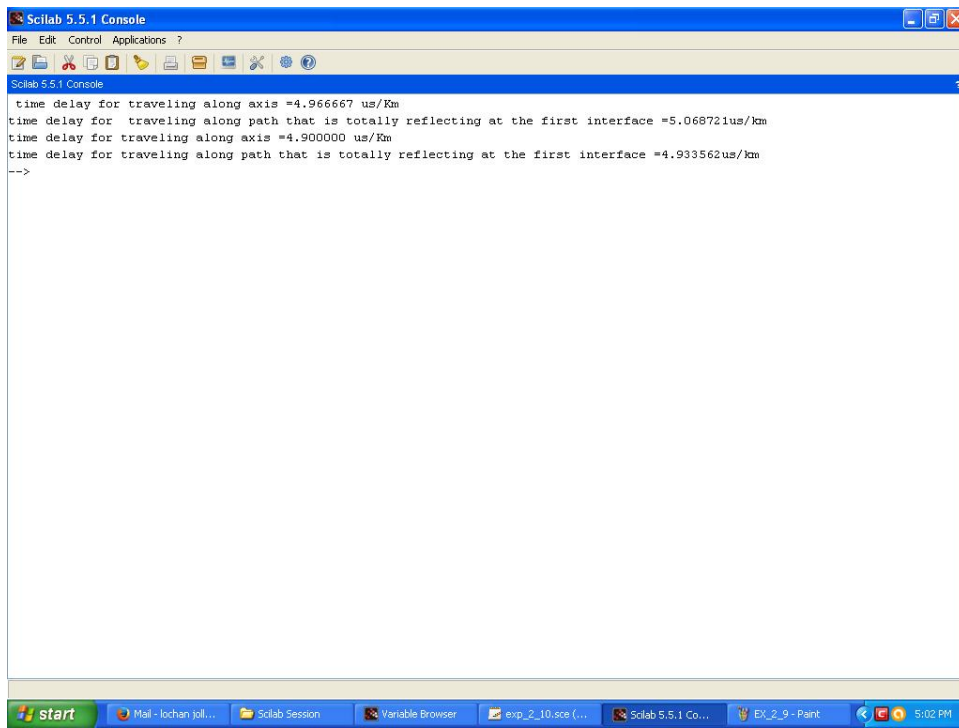 Scilab 5.5.1 Console
File Edit Control Applications ?
Scilab 5.5.1 Console ?
time delay for traveling along axis =4.966667 us/Km
time delay for  traveling along path that is totally reflecting at the first interface =5.068721us/km
time delay for traveling along axis =4.900000 us/Km
time delay for traveling along path that is totally reflecting at the first interface =4.933562us/km
-->
start Mail - lochan joll... Scilab Session Variable Browser exp_2_10.sce (... Scilab 5.5.1 Co... EX_2_9 - Paint 5:02 PM